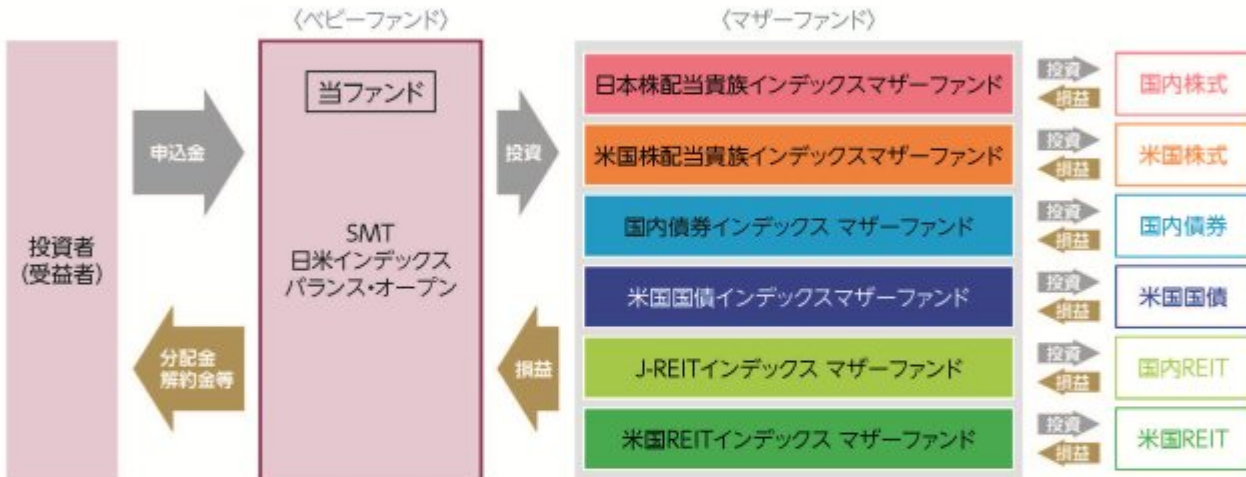 〈ベビーファンド〉
〈マザーファンド〉
投資者
(受益者)
申込金
分配金
解約金等
当ファンド
SMT
日米インデックス
バランス・オープン
投資
損益
日本株配当貴族インデックスマザーファンド
投資
損益
国内株式
米国株配当貴族インデックスマザーファンド
投資
損益
米国株式
国内債券インデックス マザーファンド
投資
損益
国内債券
米国国債インデックスマザーファンド
投資
損益
米国国債
J-REITインデックス マザーファンド
投資
損益
国内REIT
米国REITインデックス マザーファンド
投資
損益
米国REIT